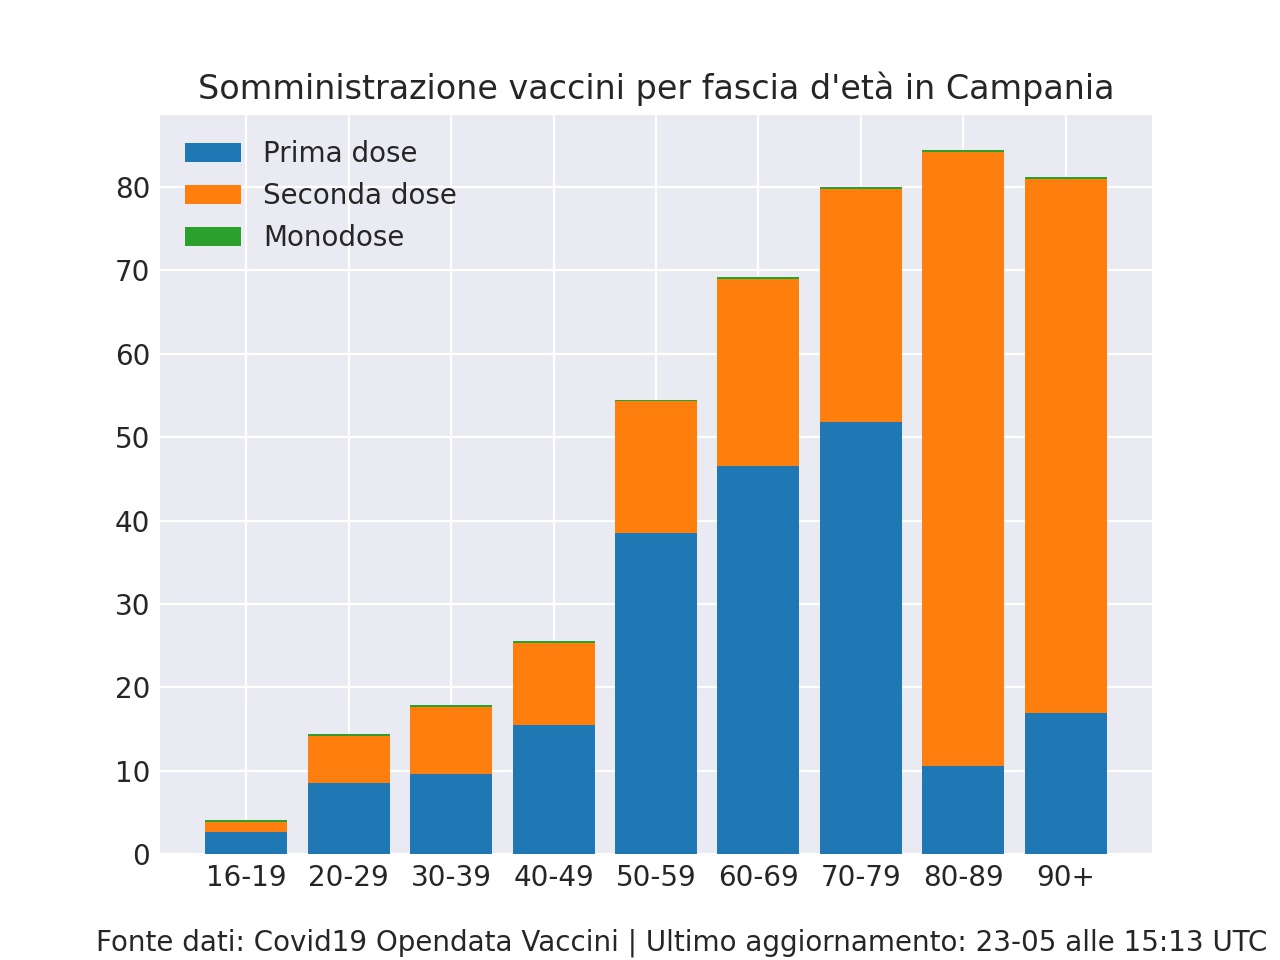 Somministrazione vaccini per fascia d'età in Campania
Prima dose
Seconda dose
Monodose
80
70
60
50
40
30
20
10
0
16-19 20-29 30-39 40-49 50-59 60-69 70-79 80-89 90+
Fonte dati: Covid19 Opendata Vaccini | Ultimo aggiornamento: 23-05 alle 15:13 UTC